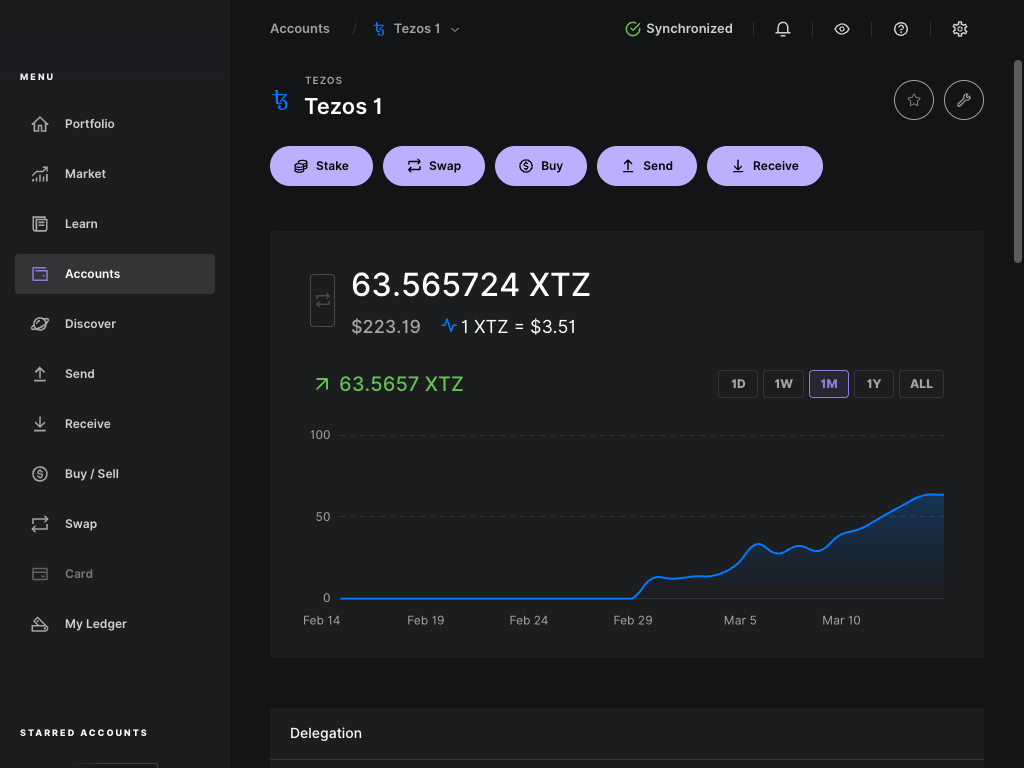 Accounts / Tezos 1
Synchronized
MENU
Portfolio
Market
Learn
Accounts
Discover
Send
Receive
Buy / Sell
Swap
Card
My Ledger
STARRED ACCOUNTS
TEZOS
Tezos 1
Stake
Swap
Buy
Send
Receive
63.565724 XTZ
$223.19 1 XTZ = $3.51
63.5657 XTZ
1D 1W 1M 1Y ALL
100
50
0
Feb 14 Feb 19 Feb 24 Feb 29 Mar 5 Mar 10
Delegation